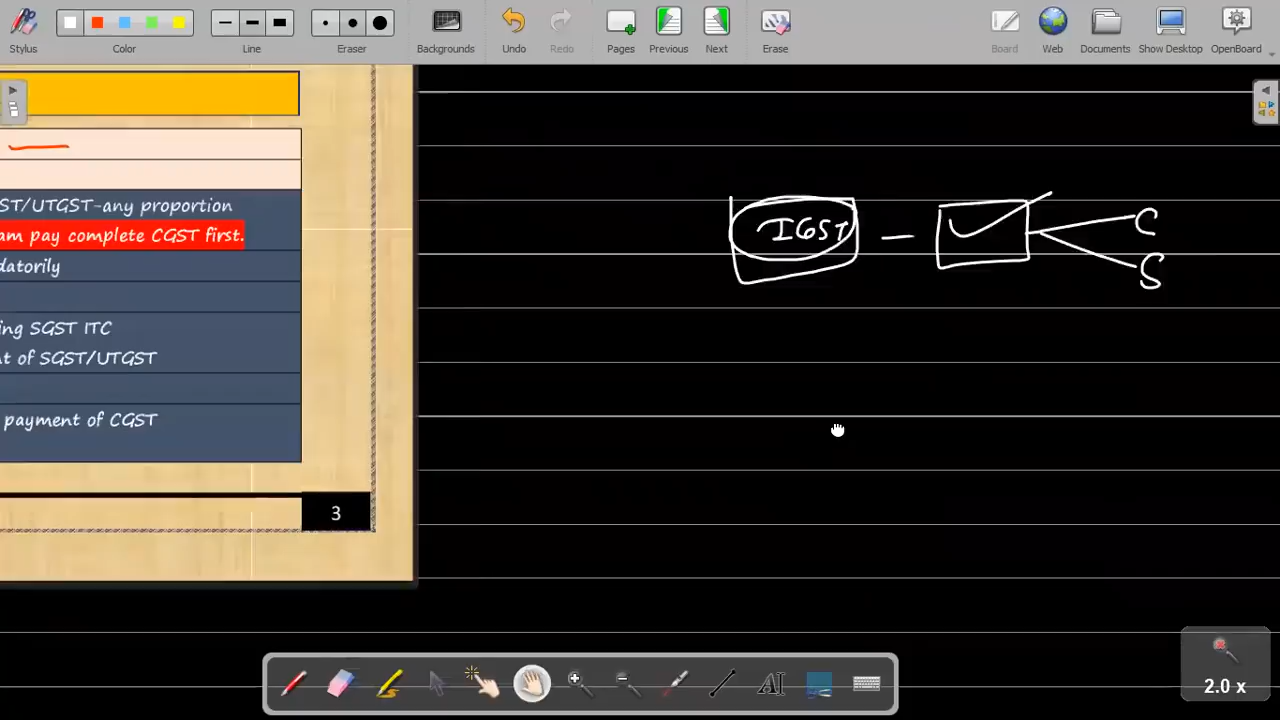 Stylus
Color
Line
Eraser
Backgrounds
Undo
Redo
Pages
Previous
Next
Erase
Board
Web
Documents
Show Desktop
OpenBoard
ST/UTGST-any proportion
am pay complete CGST first.
datorily
ing SGST ITC
t of SGST/UTGST
payment of CGST
3
IGST – C
S
AI
2.0 x